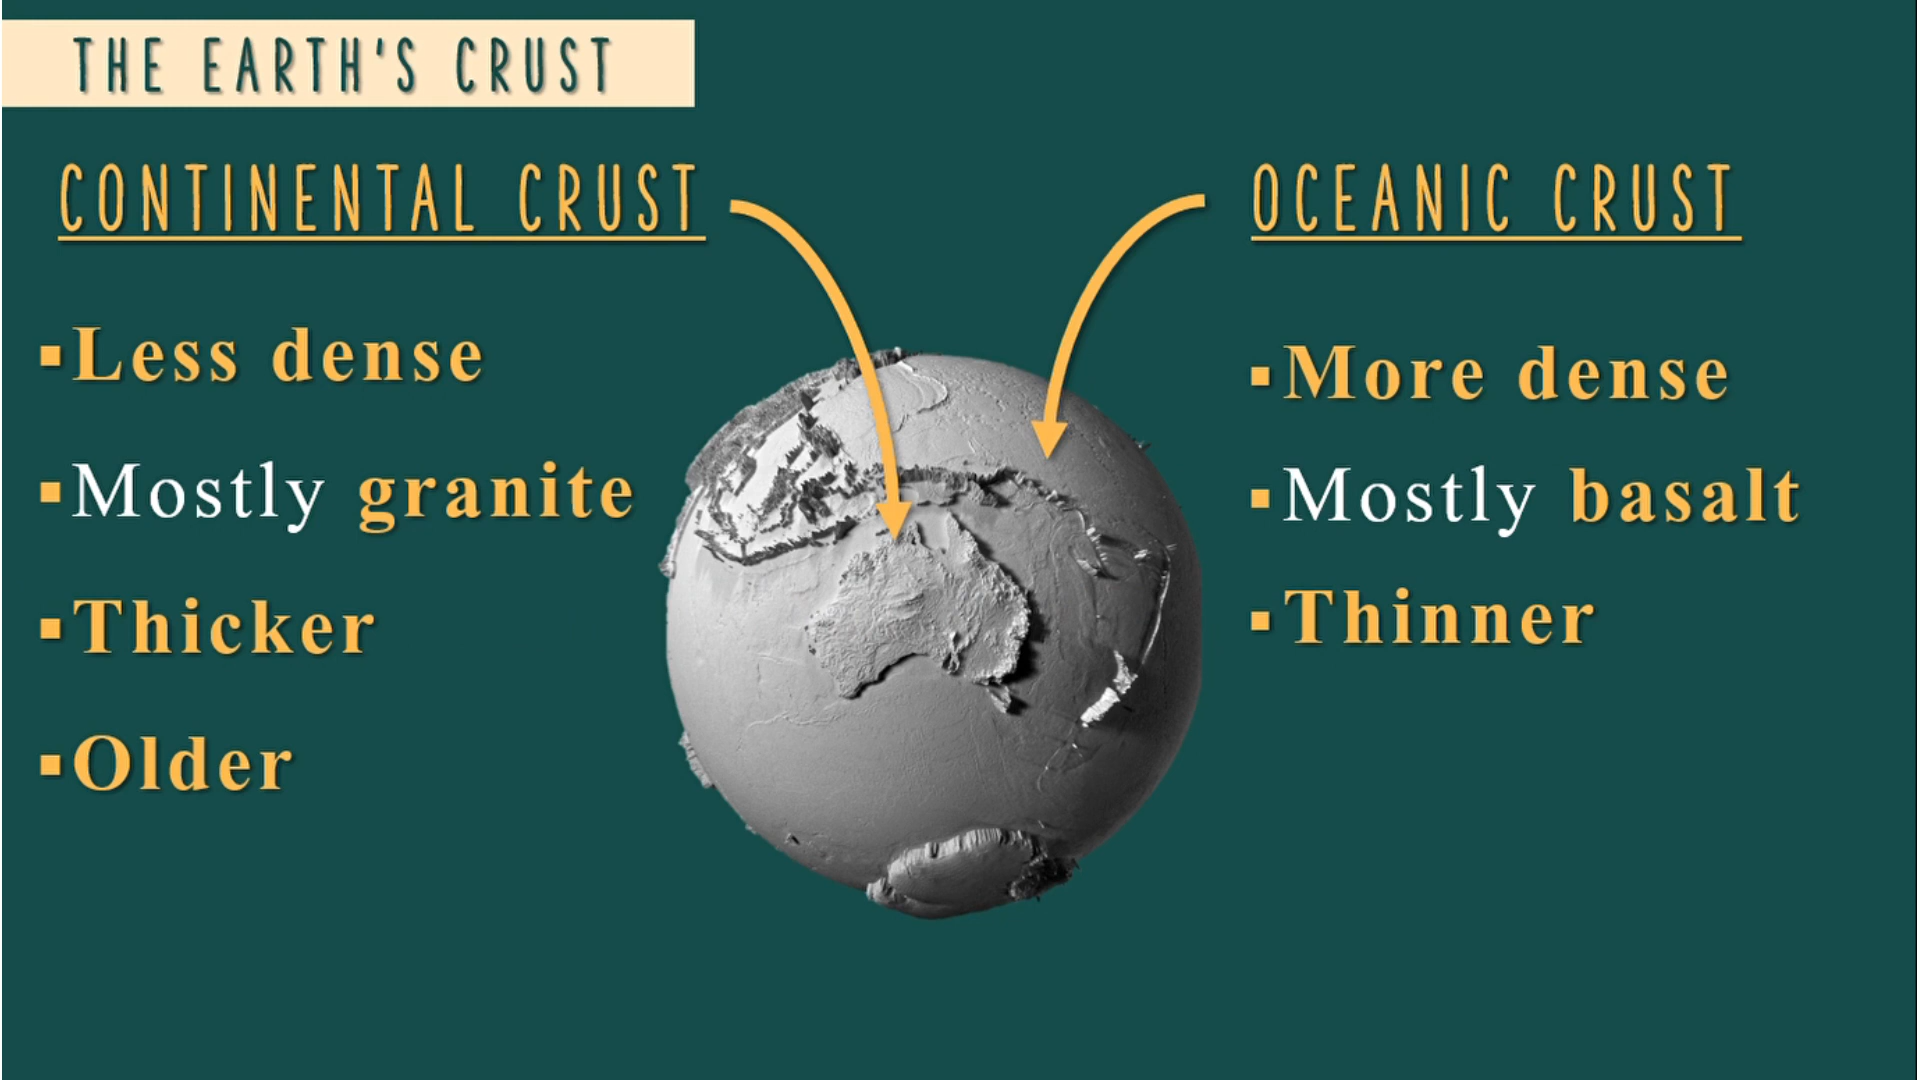 THE EARTH'S CRUST
CONTINENTAL CRUST
▪Less dense
▪Mostly granite
▪Thicker
▪Older
OCEANIC CRUST
▪More dense
▪Mostly basalt
▪Thinner